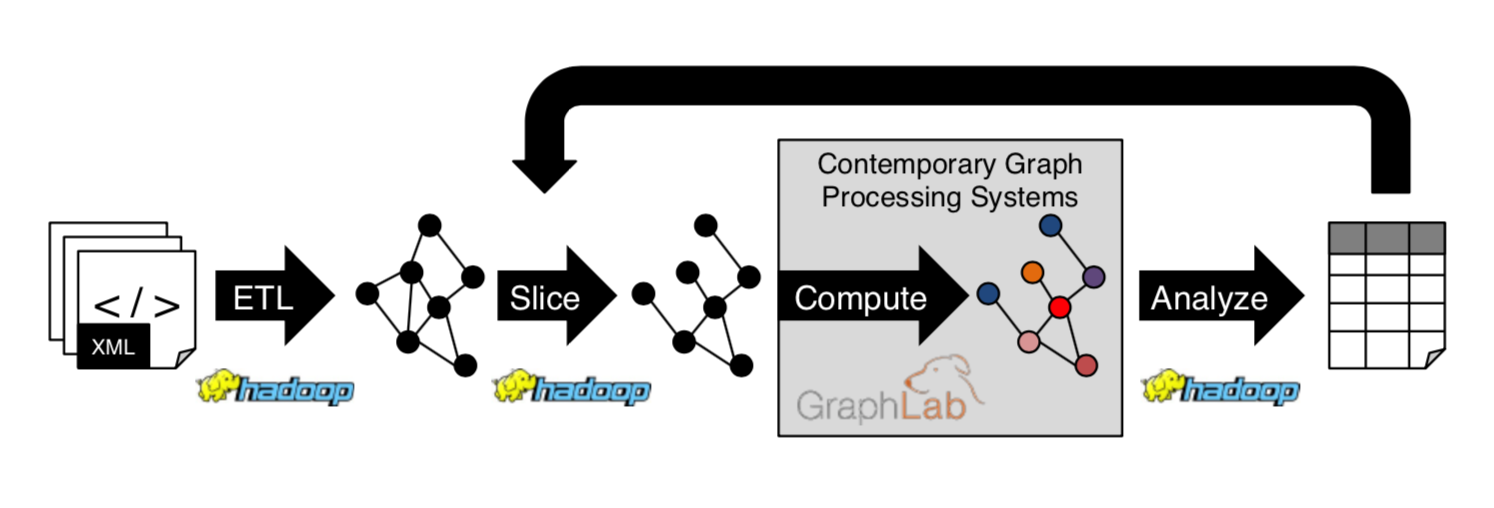 Contemporary Graph
Processing Systems
</>
XML
ETL
Slice
Compute
Analyze
hadoop
hadoop
GraphLab
hadoop